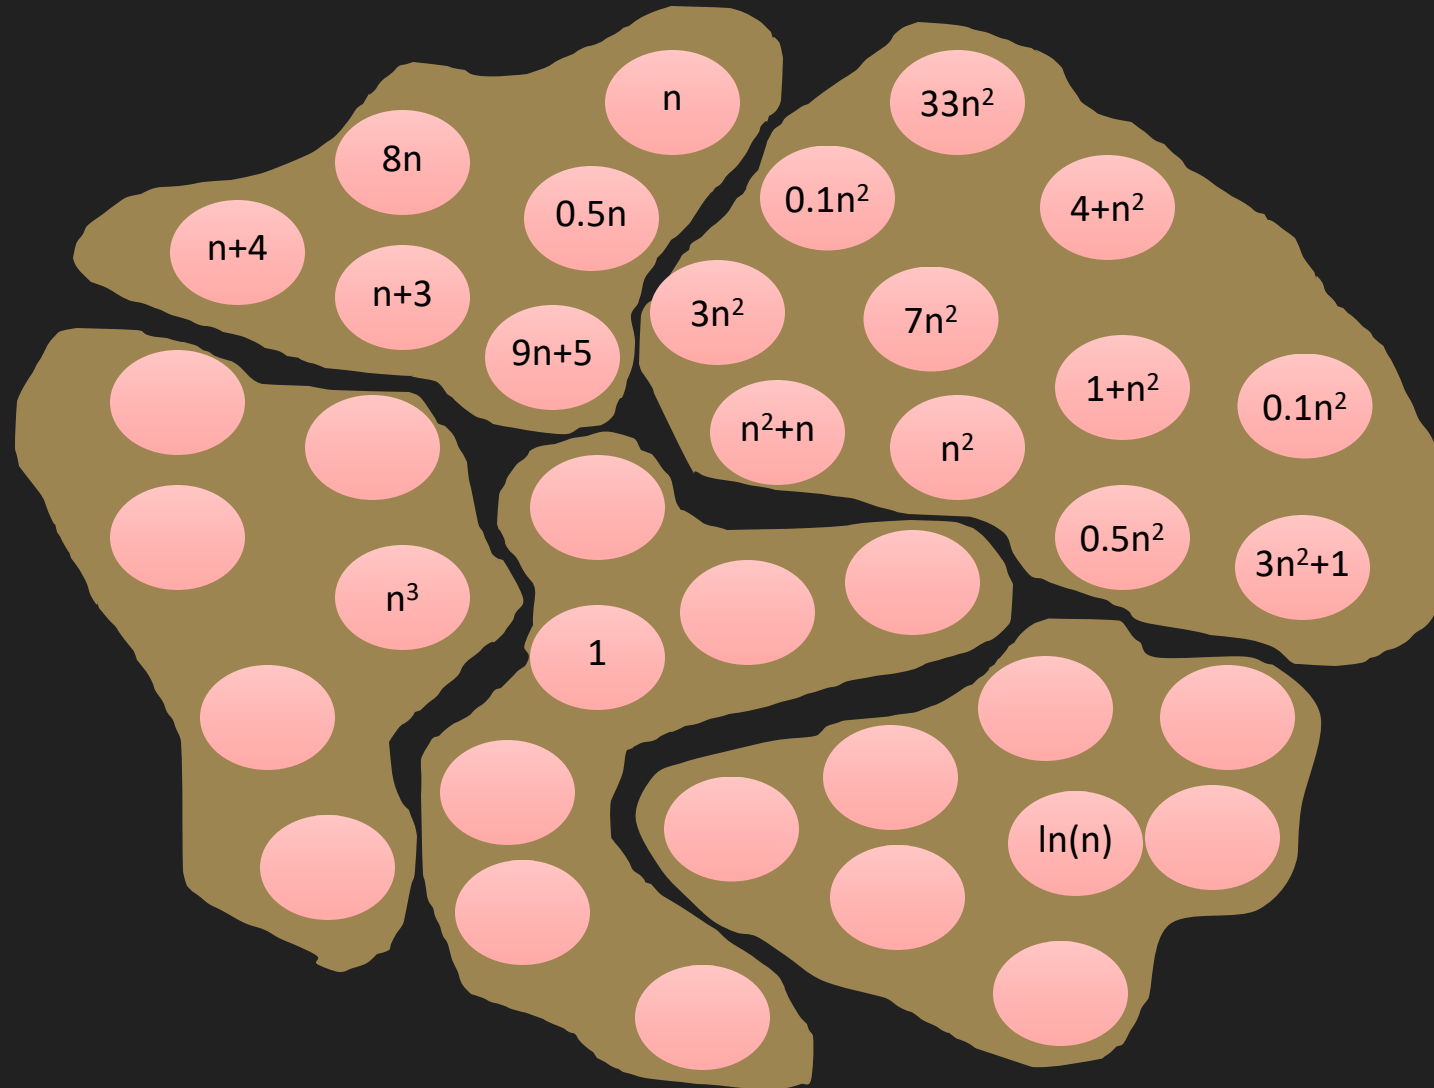 n
8n
0.5n
n+4
n+3
9n+5
33n²
0.1n²
4+n²
3n²
7n²
1+n²
0.1n²
n²+n
n²
0.5n²
3n²+1
n³
1
ln(n)